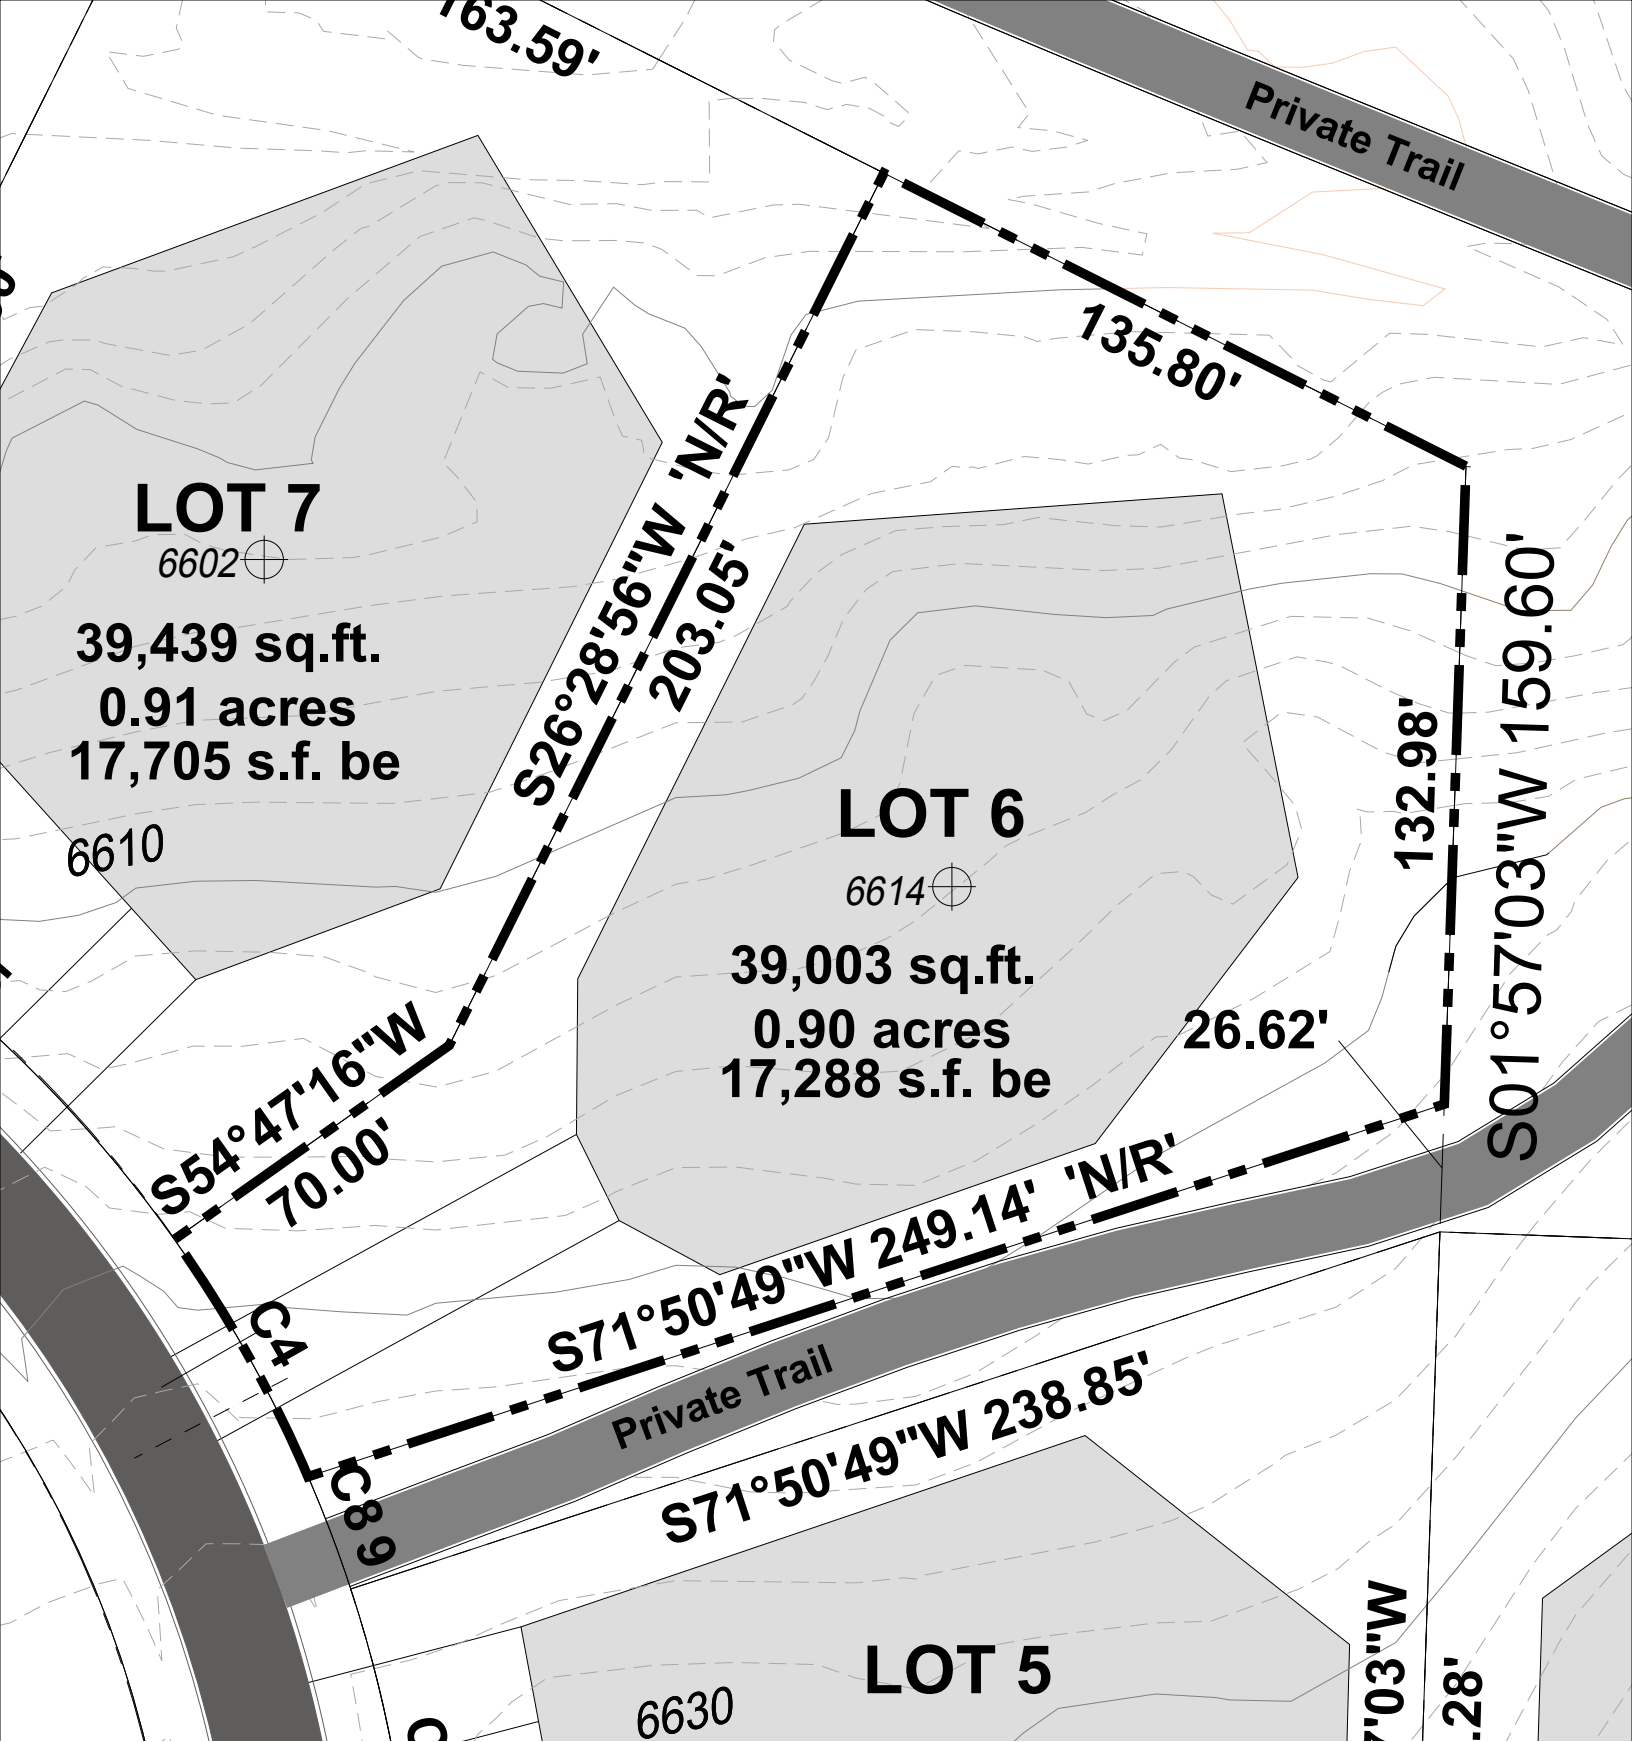 163.59'
Private Trail
135.80'
S26°28'56"W 'N/R'
203.05'
LOT 7
6602
39,439 sq.ft.
0.91 acres
17,705 s.f. be
6610
132.98'
S01°57'03"W 159.60'
LOT 6
6614
39,003 sq.ft.
0.90 acres
17,288 s.f. be
26.62'
S54°47'16"W
70.00'
C4
S71°50'49"W 249.14' 'N/R'
Private Trail
C89
S71°50'49"W 238.85'
LOT 5
6630
7'03"W
.28'
C